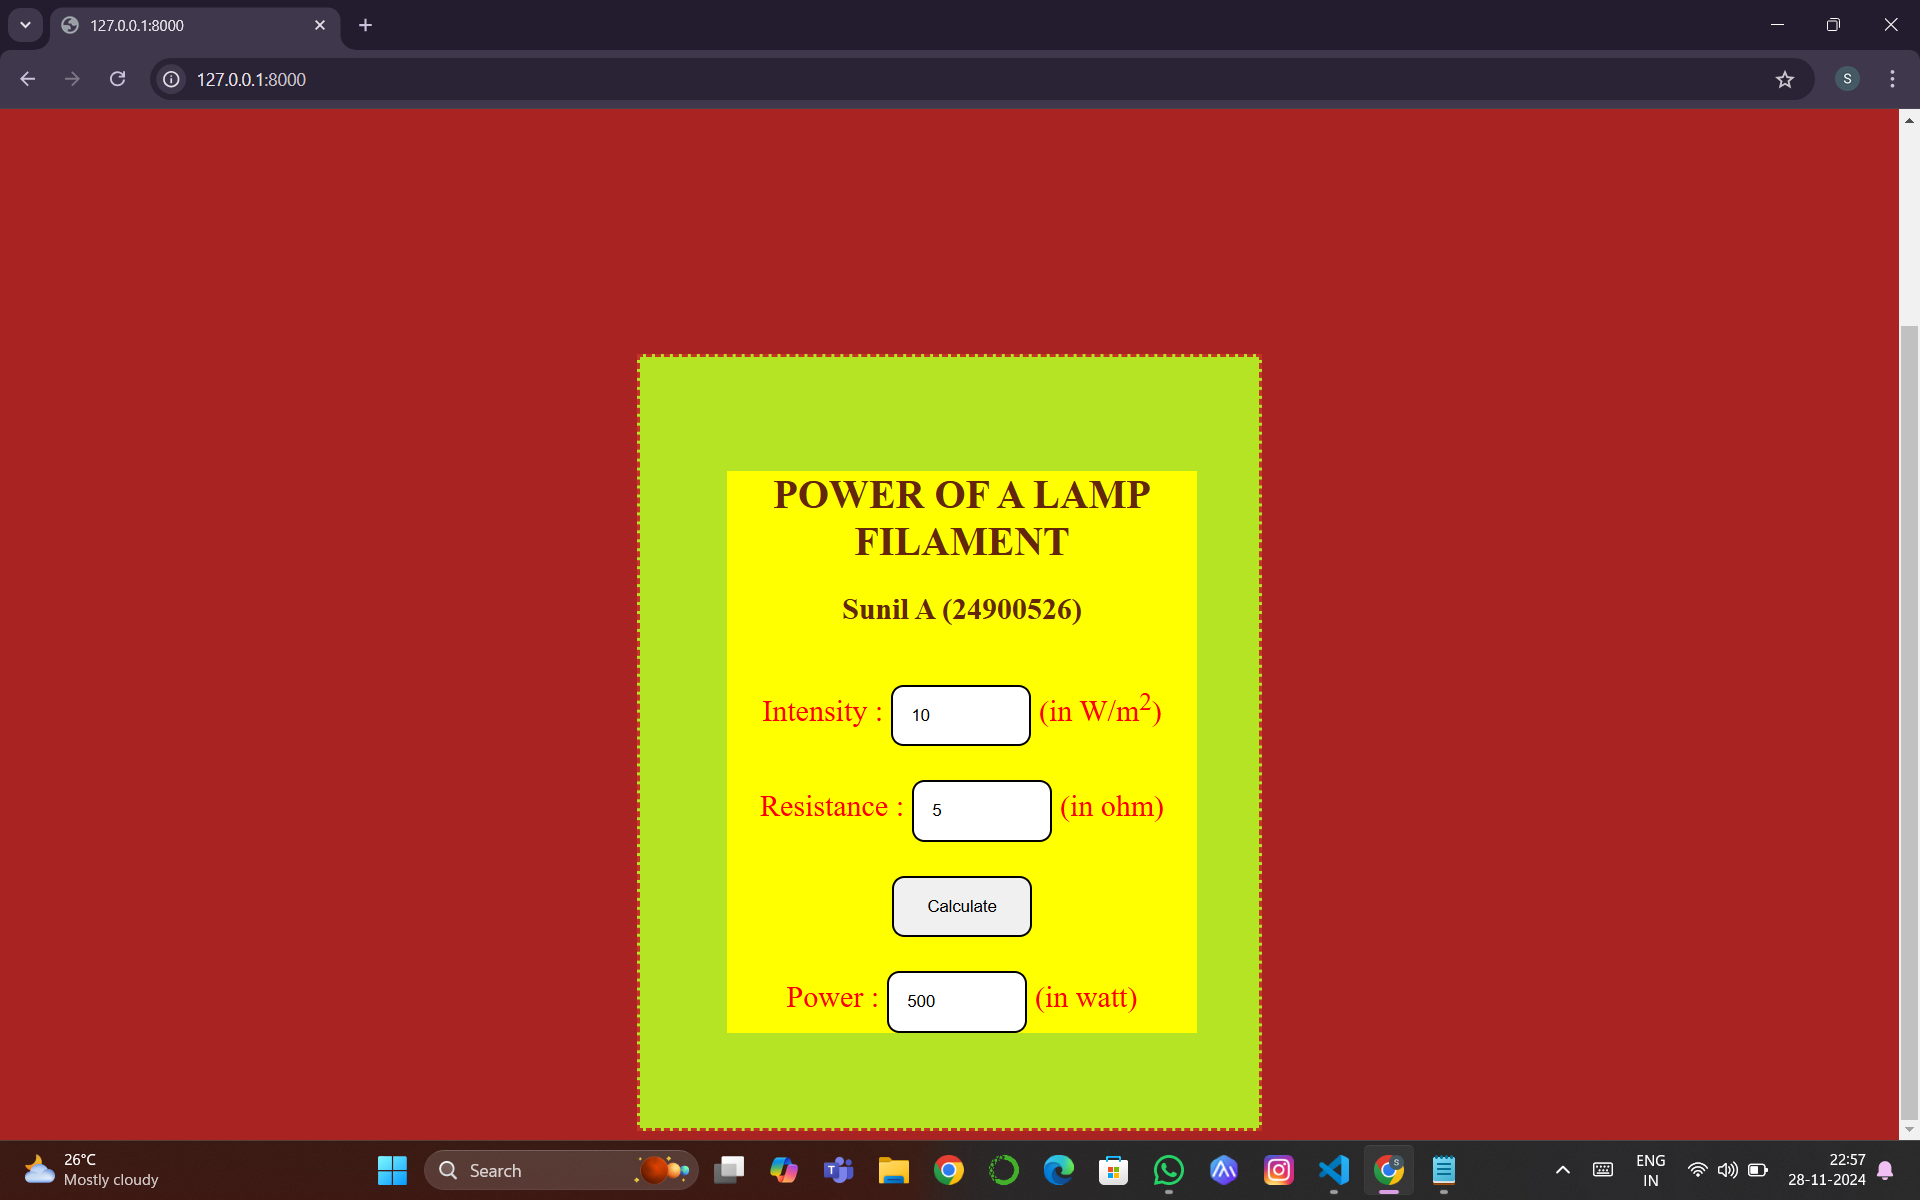 127.0.0.1:8000
127.0.0.1:8000
S
POWER OF A LAMP
FILAMENT
Sunil A (24900526)
Intensity : 10 (in W/m²)
Resistance : 5 (in ohm)
Calculate
Power : 500 (in watt)
26°C
Mostly cloudy
Search
ENG
IN
22:57
28-11-2024